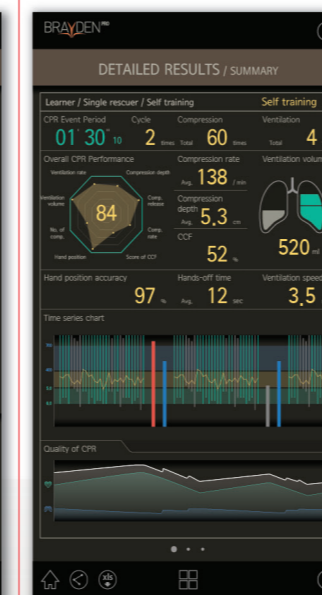 BRAYDEN PRO
DETAILED RESULTS / SUMMARY
Learner / Single rescuer / Self training Self training
CPR Event Period Cycle Compression Ventilation
01' 30" 10 2 times Total 60 times Total 4
Overall CPR Performance Compression rate Ventilation volum
Ventilation rate Compression depth
Avg. 138 / min
Ventilation volume Comp. release
84
Compression depth Avg. 5.3 cm
No. of comp. Comp. rate
CCF
Hand position Score of CCF
52 % 520 ml
Hand position accuracy Hands-off time Ventilation speed
97 % Avg. 12 sec 3.5
Time series chart
Quality of CPR
xls